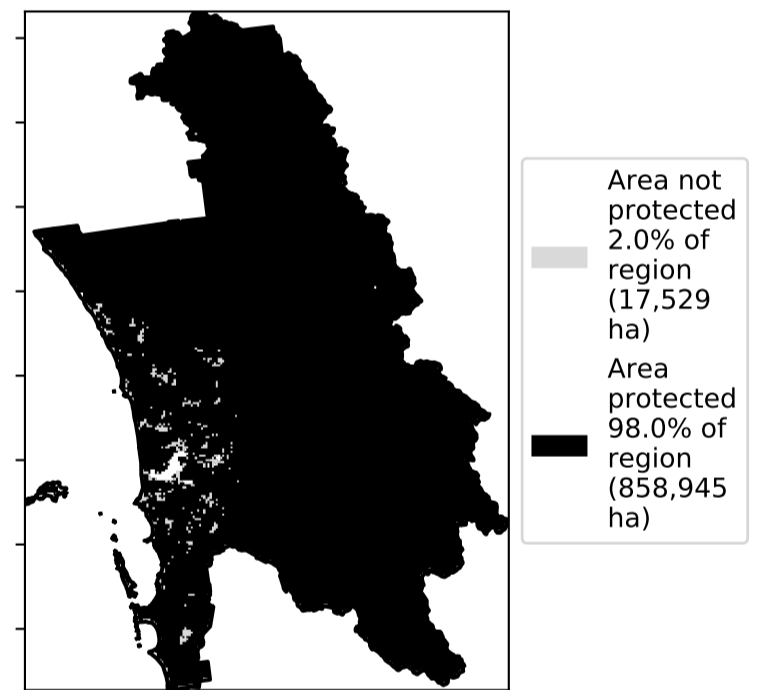 Area not
protected
2.0% of
region
(17,529
ha)
Area
protected
98.0% of
region
(858,945
ha)